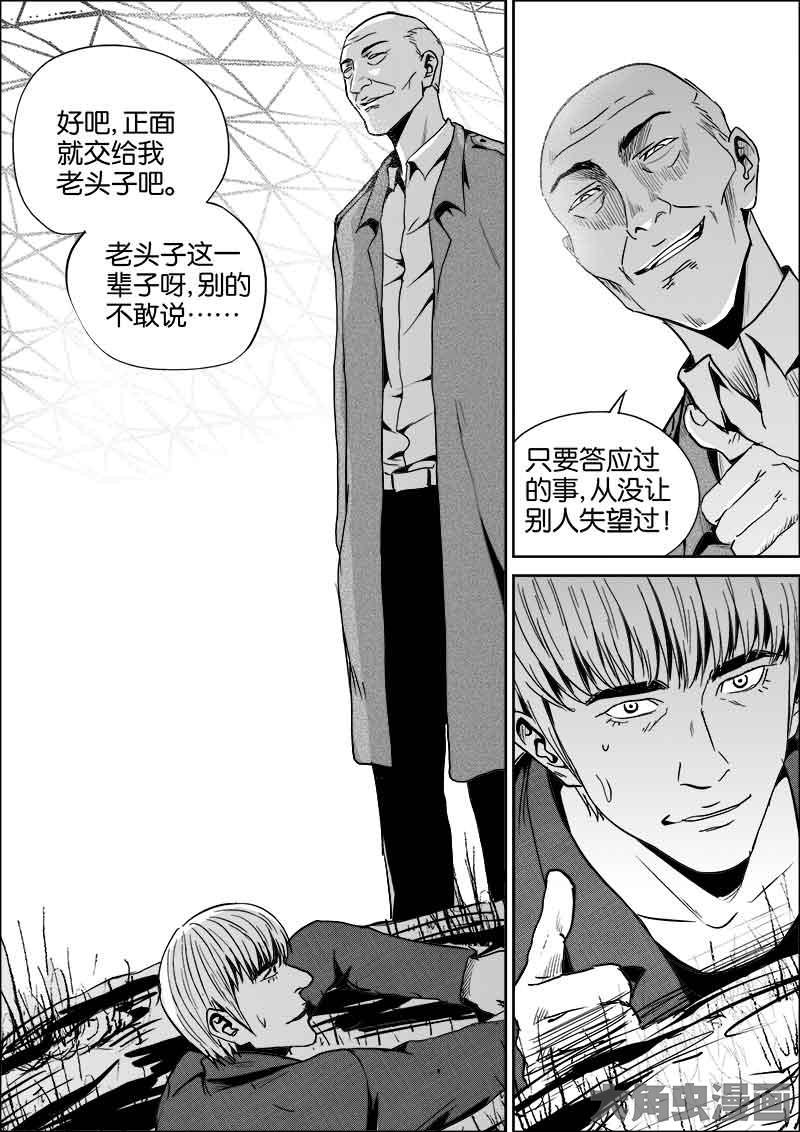 好吧,正面
就交给我
老头子吧。
老头子这一
辈子呀,别的
不敢说……
只要答应过
的事,从没让
别人失望过!
大角虫漫画